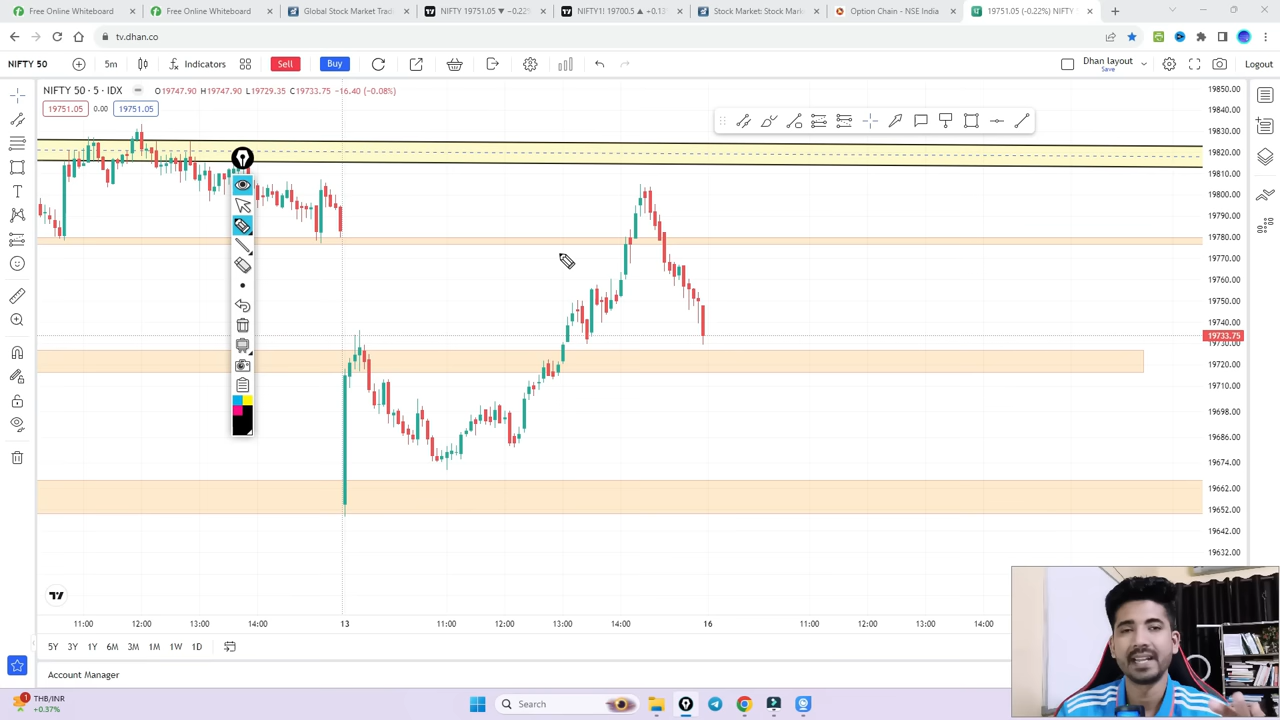 Free Online Whiteboard
Free Online Whiteboard
Global Stock Market Trad
NIFTY 19751.05 ▼ −0.22%
NIFTY1! 19700.5 ▲ +0.13%
Stock Market: Stock Mark
Option Chain - NSE India
19751.05 (-0.22%) NIFTY
tv.dhan.co
NIFTY 50
5m
Indicators
Sell
Buy
Dhan layout
Save
Logout
NIFTY 50 · 5 · IDX
O19747.90 H19747.90 L19729.35 C19733.75 −16.40 (−0.08%)
19751.05
0.00
19751.05
19850.00
19840.00
19830.00
19820.00
19810.00
19800.00
19790.00
19780.00
19770.00
19760.00
19750.00
19740.00
19733.75
19730.00
19720.00
19710.00
19698.00
19686.00
19674.00
19662.00
19652.00
19642.00
19632.00
11:00 12:00 13:00 14:00 13 11:00 12:00 13:00 14:00 16 11:00 12:00 13:00 14:00
5Y 3Y 1Y 6M 3M 1M 1W 1D
Account Manager
THB/INR
+0.37%
1
Search